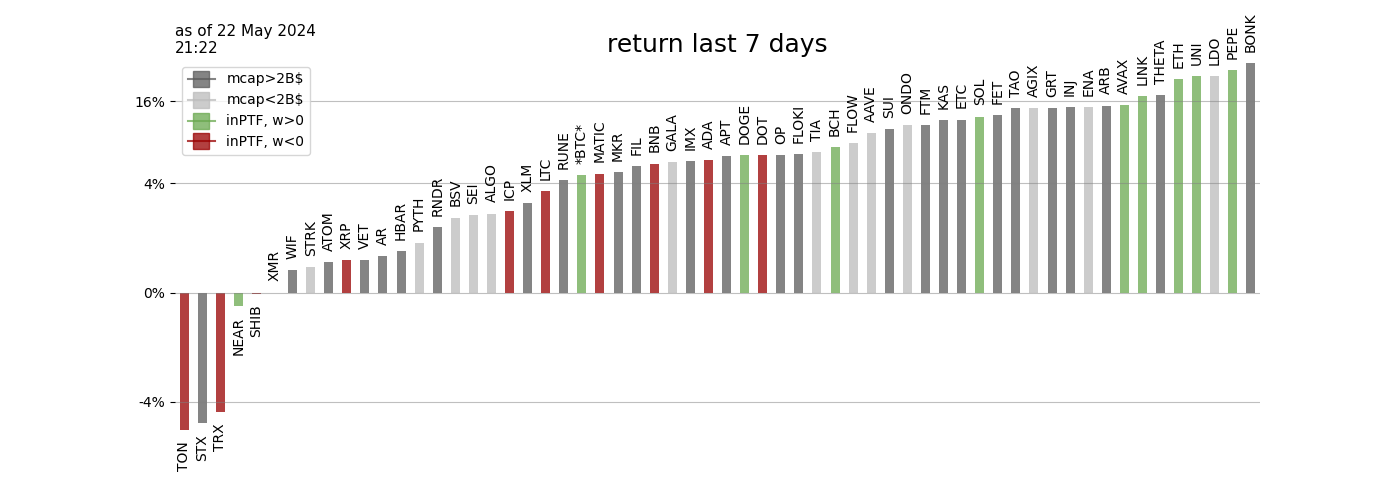 as of 22 May 2024
21:22
return last 7 days
mcap>2B$
mcap<2B$
inPTF, w>0
inPTF, w<0
16%
4%
0%
-4%
TON
STX
TRX
NEAR
SHIB
XMR
WIF
STRK
ATOM
XRP
VET
AR
HBAR
PYTH
RNDR
BSV
SEI
ALGO
ICP
XLM
LTC
RUNE
*BTC*
MATIC
MKR
FIL
BNB
GALA
IMX
ADA
APT
DOGE
DOT
OP
FLOKI
TIA
BCH
FLOW
AAVE
SUI
ONDO
FTM
KAS
ETC
SOL
FET
TAO
AGIX
GRT
INJ
ENA
ARB
AVAX
LINK
THETA
ETH
UNI
LDO
PEPE
BONK